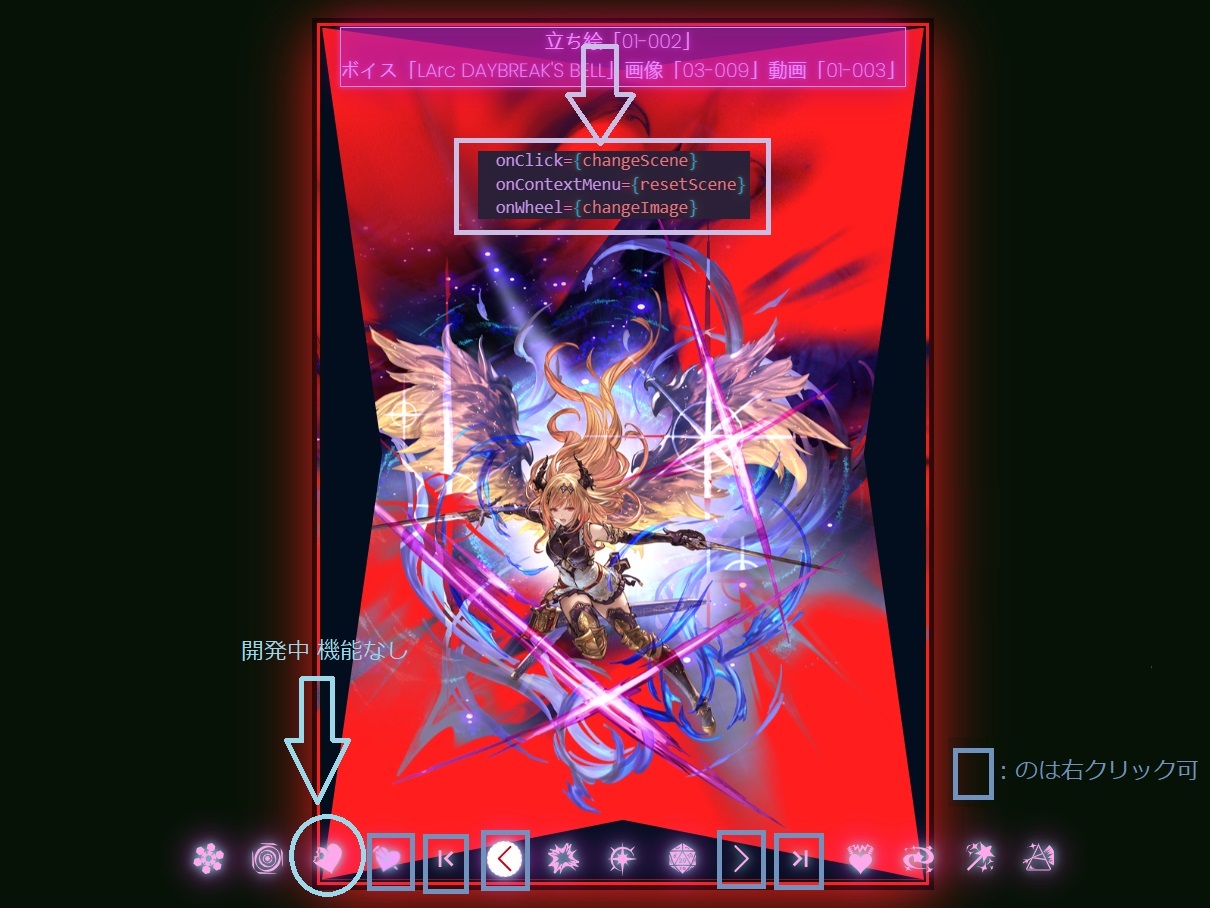 立ち絵「01-002」
ボイス「LArc DAYBREAK'S BELL」画像「03-009」動画「01-003」
onClick={changeScene}
onContextMenu={resetScene}
onWheel={changeImage}
開発中 機能なし
：のは右クリック可